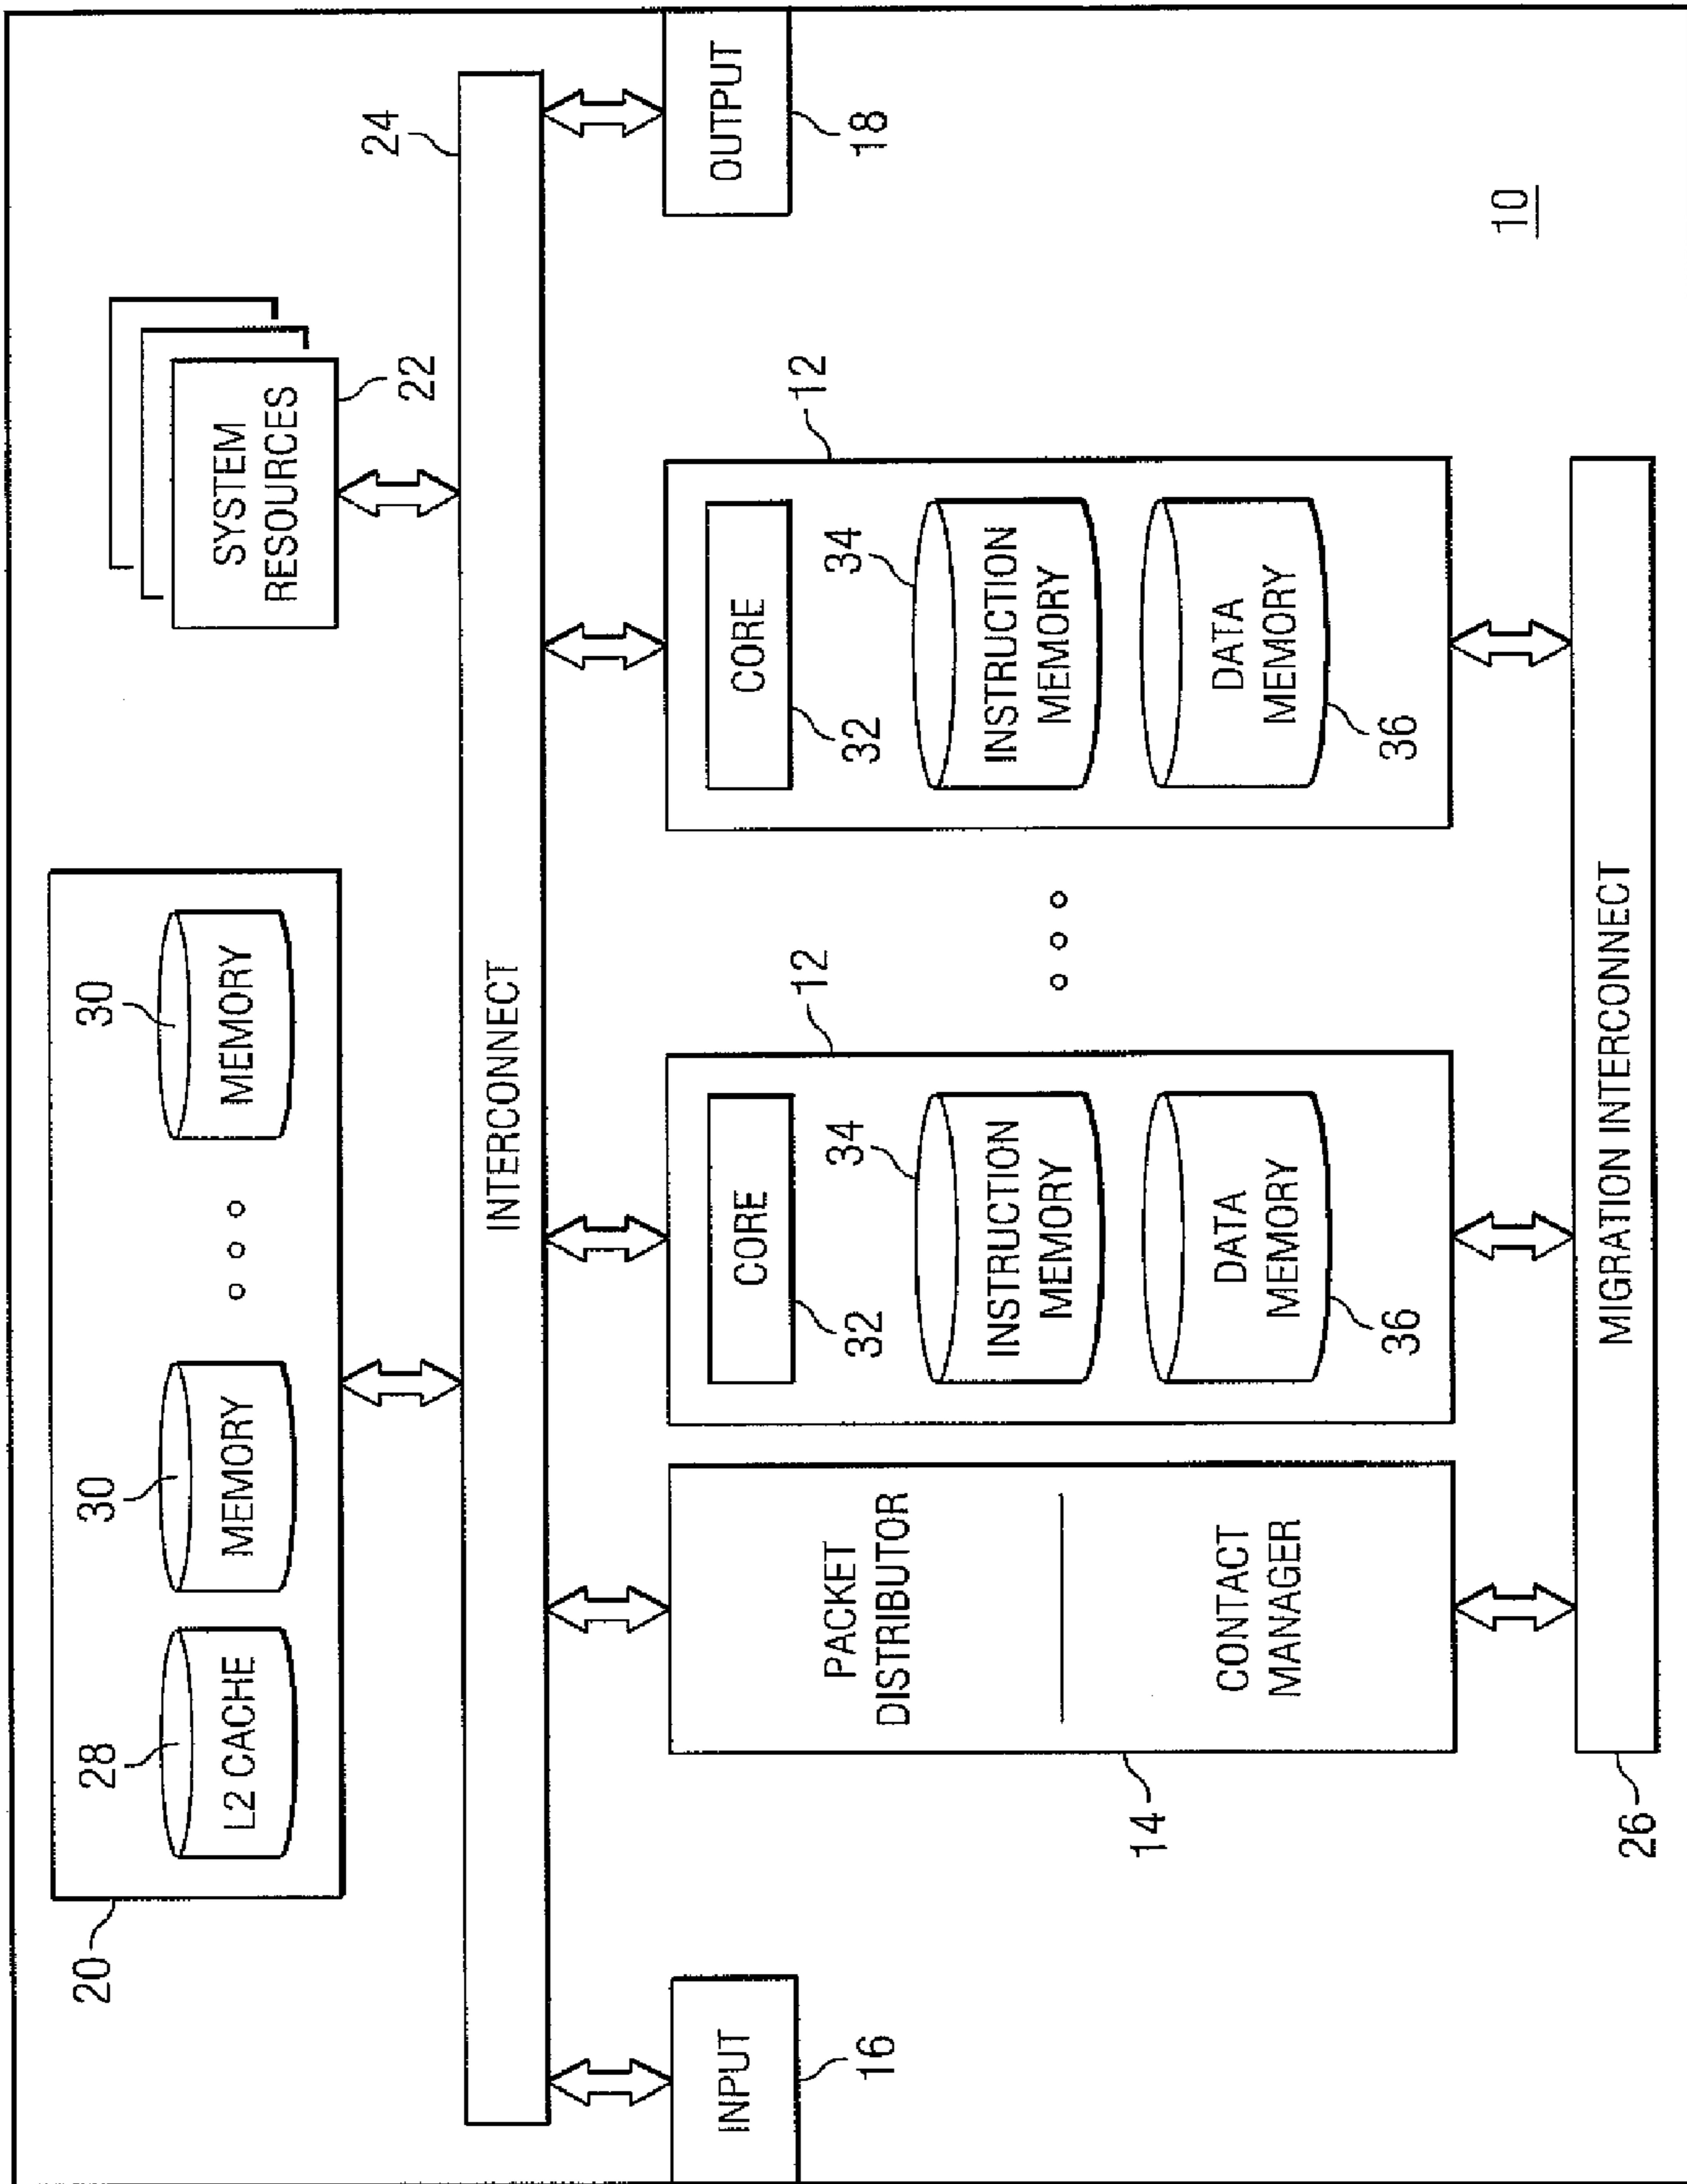 20
28
30
30
L2 CACHE
MEMORY
○ ○ ○
MEMORY
SYSTEM
RESOURCES
22
24
INTERCONNECT
INPUT
16
OUTPUT
18
PACKET
DISTRIBUTOR
CONTACT
MANAGER
14
12
CORE
32
34
INSTRUCTION
MEMORY
DATA
MEMORY
36
○ ○ ○
12
CORE
32
34
INSTRUCTION
MEMORY
DATA
MEMORY
36
10
MIGRATION INTERCONNECT
26